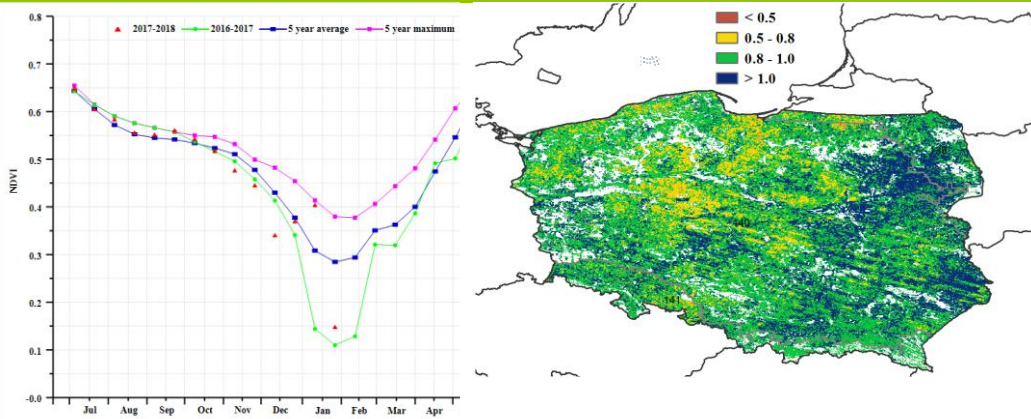 2017-2018 2016-2017 5 year average 5 year maximum
0.8
0.7
0.6
0.5
0.4
0.3
0.2
0.1
-0.0
NDVI
Jul Aug Sep Oct Nov Dec Jan Feb Mar Apr
< 0.5
0.5 - 0.8
0.8 - 1.0
> 1.0
141